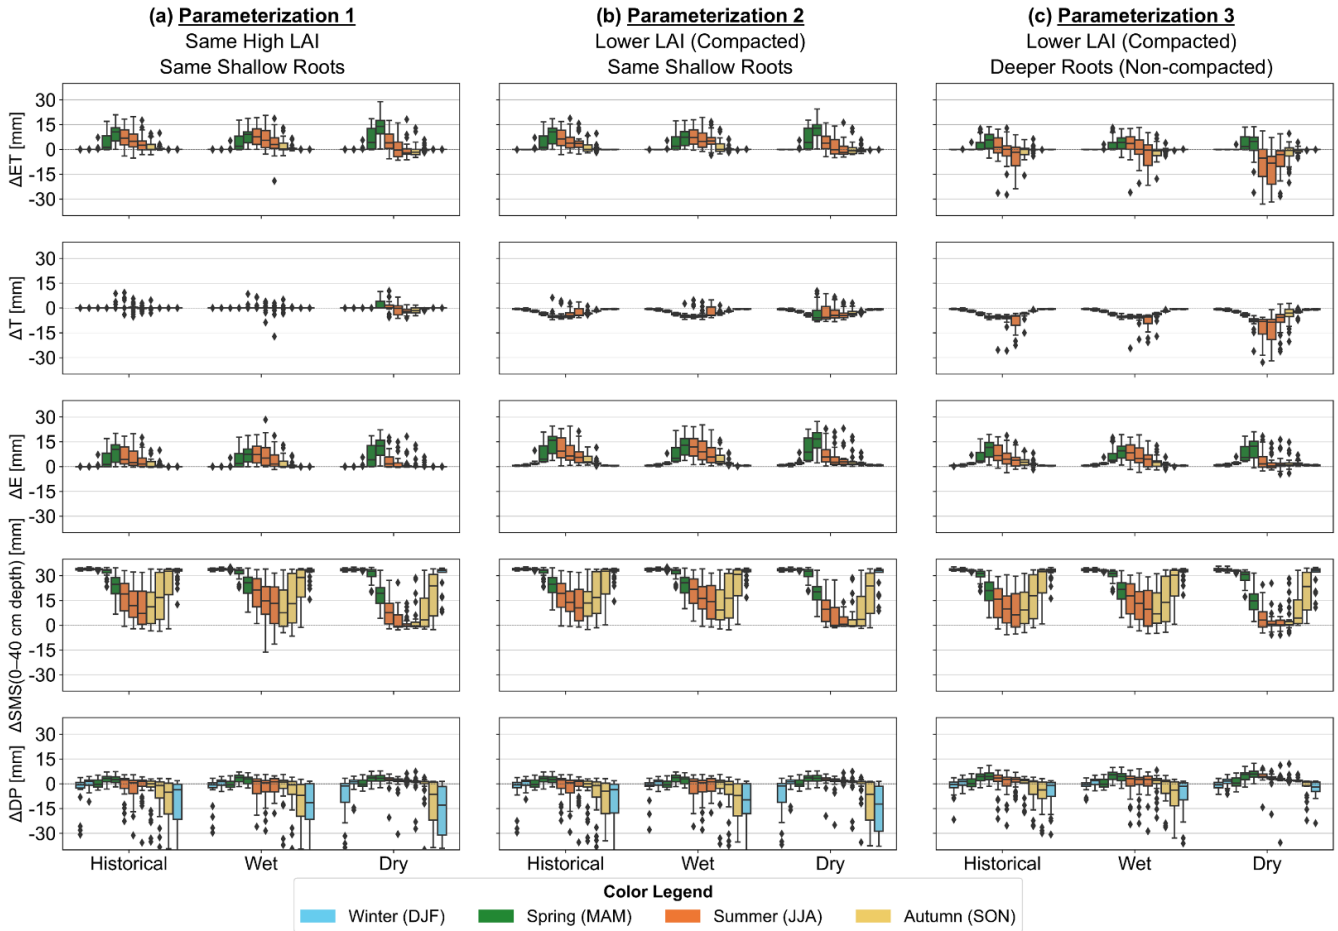 (a) Parameterization 1
Same High LAI
Same Shallow Roots
(b) Parameterization 2
Lower LAI (Compacted)
Same Shallow Roots
(c) Parameterization 3
Lower LAI (Compacted)
Deeper Roots (Non-compacted)
ΔET [mm]
30
15
0
-15
-30
ΔT [mm]
30
15
0
-15
-30
ΔE [mm]
30
15
0
-15
-30
ΔSMS(0–40 cm depth) [mm]
30
15
0
-15
-30
ΔDP [mm]
30
15
0
-15
-30
Historical Wet Dry
Historical Wet Dry
Historical Wet Dry
Color Legend
Winter (DJF) Spring (MAM) Summer (JJA) Autumn (SON)